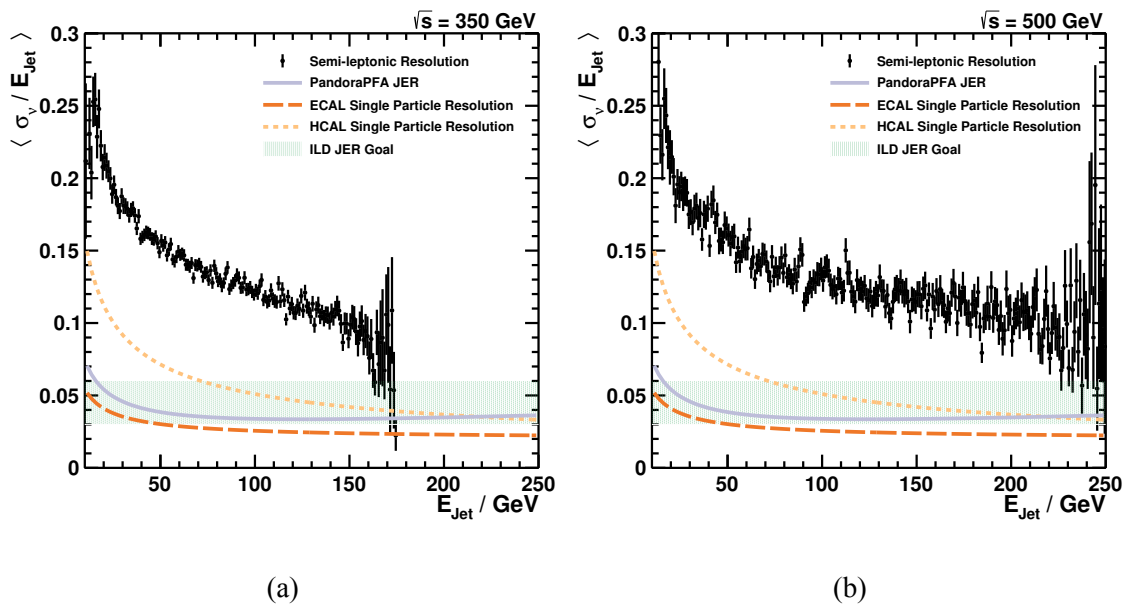 √s = 350 GeV
⟨ σ_ν / E_Jet ⟩
0.3
0.25
0.2
0.15
0.1
0.05
0
Semi-leptonic Resolution
PandoraPFA JER
ECAL Single Particle Resolution
HCAL Single Particle Resolution
ILD JER Goal
50 100 150 200 250
E_Jet / GeV
(a)
√s = 500 GeV
⟨ σ_ν / E_Jet ⟩
0.3
0.25
0.2
0.15
0.1
0.05
0
Semi-leptonic Resolution
PandoraPFA JER
ECAL Single Particle Resolution
HCAL Single Particle Resolution
ILD JER Goal
50 100 150 200 250
E_Jet / GeV
(b)